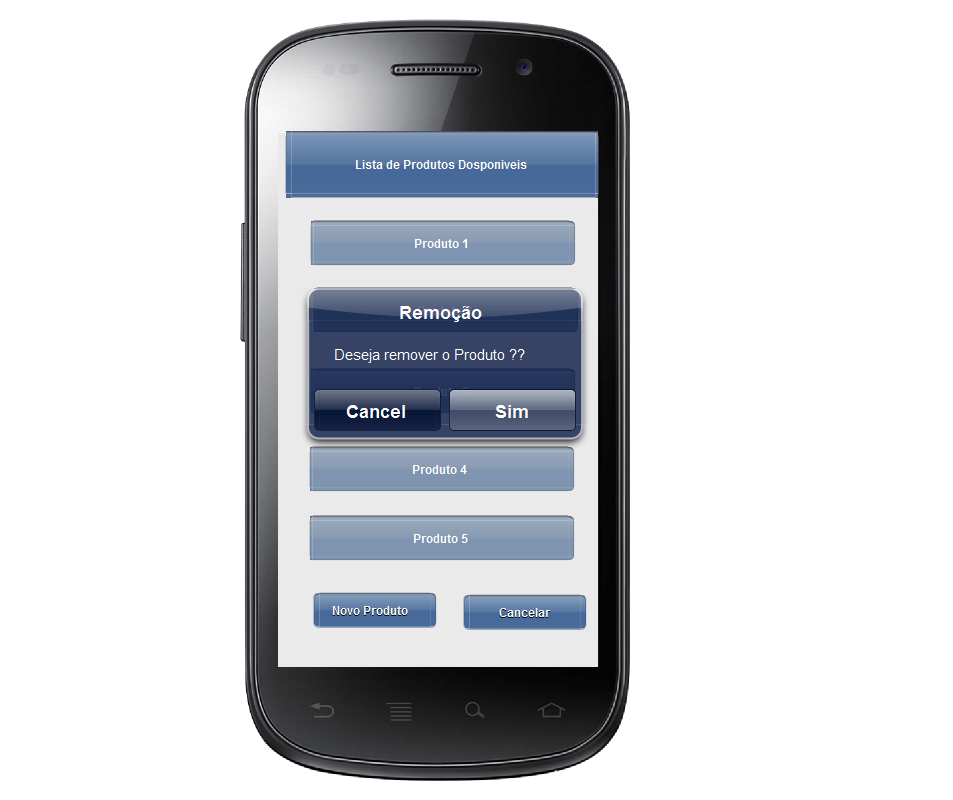 Lista de Produtos Dosponiveis
Produto 1
Remoção
Deseja remover o Produto ??
Cancel
Sim
Produto 4
Produto 5
Novo Produto
Cancelar